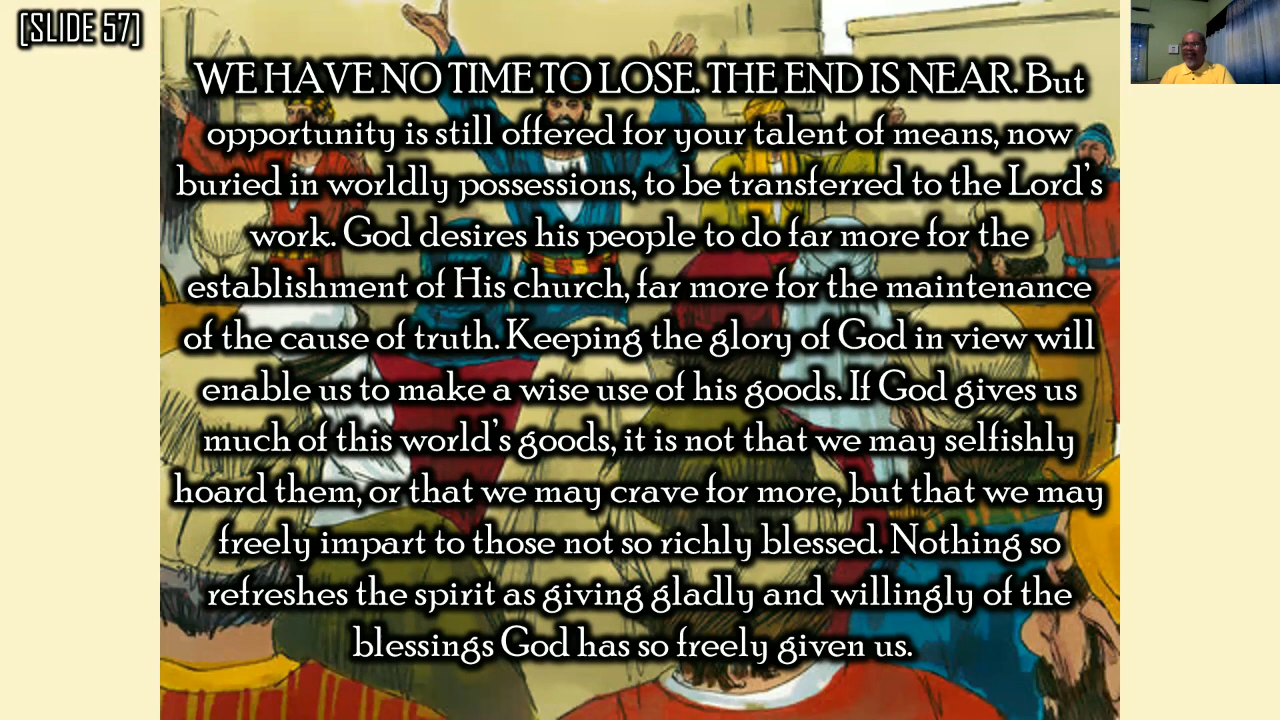 [SLIDE 57]
WE HAVE NO TIME TO LOSE. THE END IS NEAR. But
opportunity is still offered for your talent of means, now
buried in worldly possessions, to be transferred to the Lord's
work. God desires his people to do far more for the
establishment of His church, far more for the maintenance
of the cause of truth. Keeping the glory of God in view will
enable us to make a wise use of his goods. If God gives us
much of this world's goods, it is not that we may selfishly
hoard them, or that we may crave for more, but that we may
freely impart to those not so richly blessed. Nothing so
refreshes the spirit as giving gladly and willingly of the
blessings God has so freely given us.